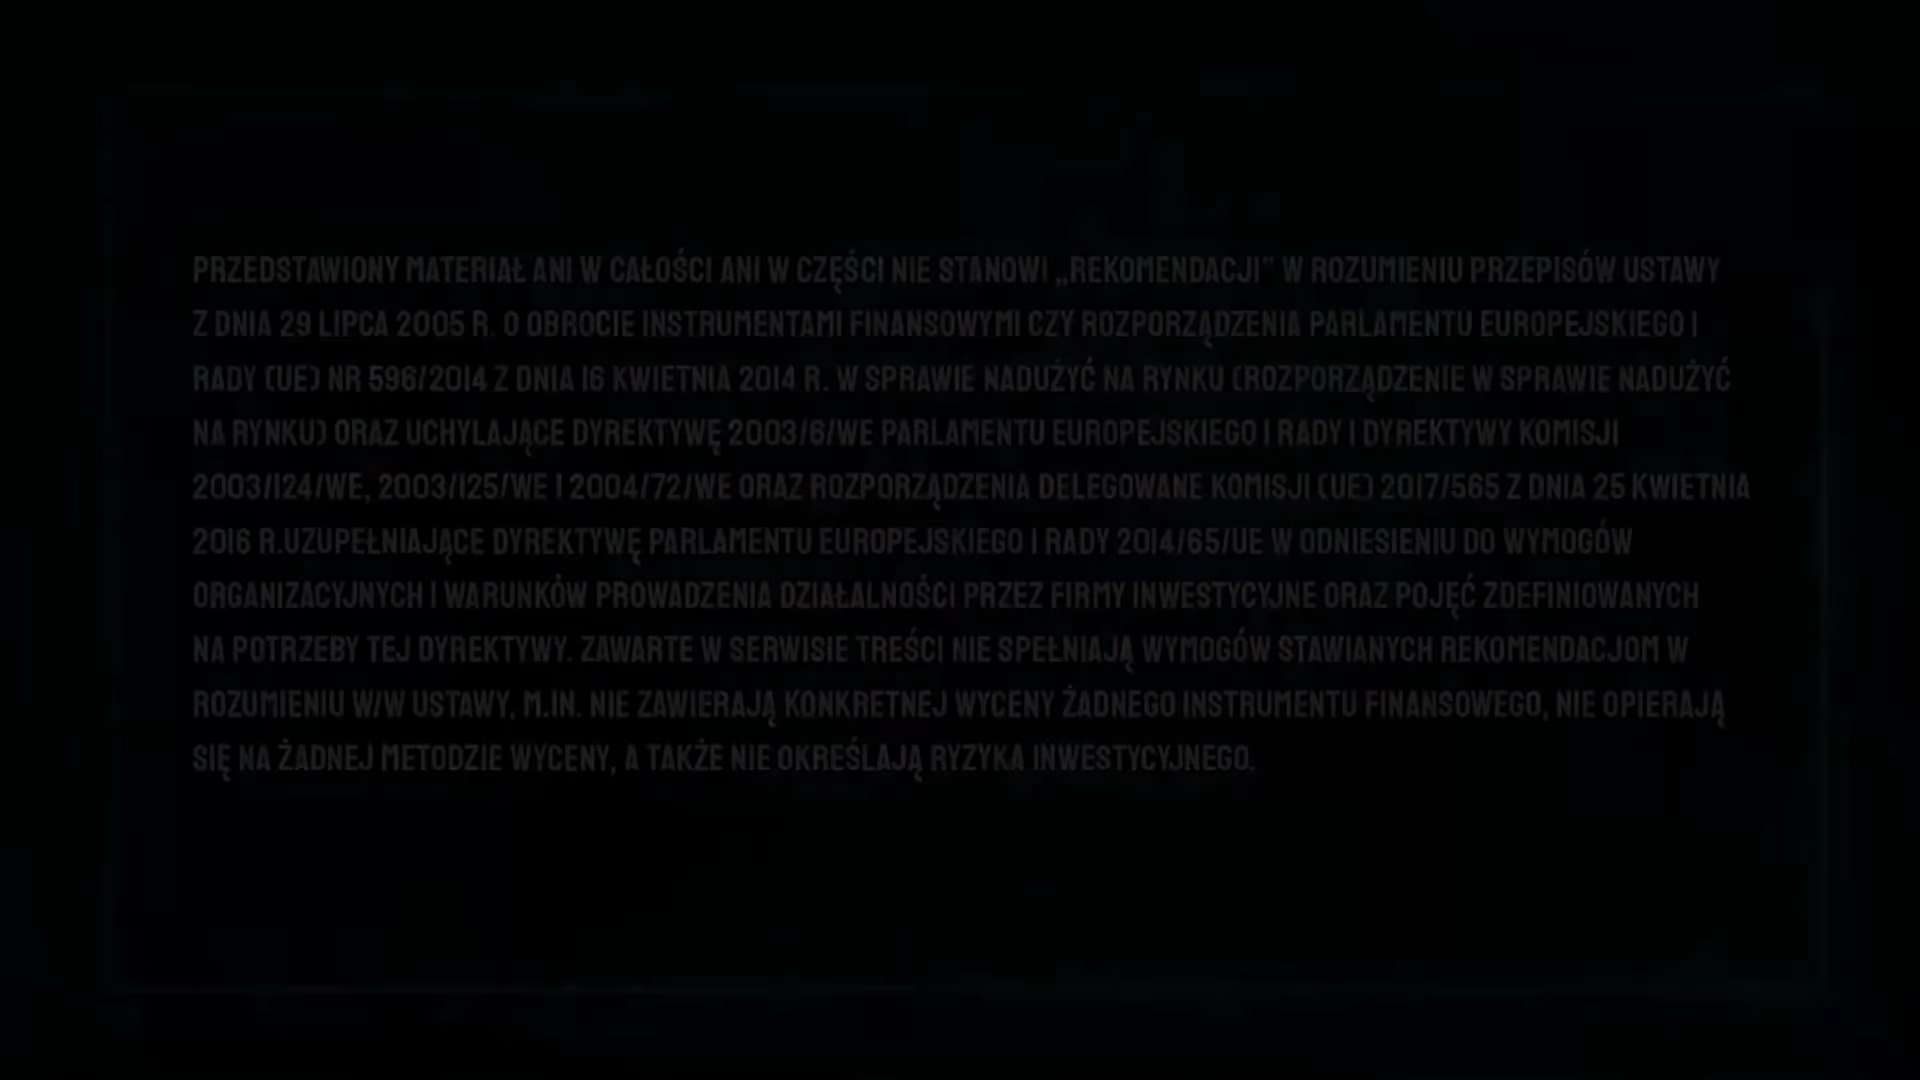 PRZEDSTAWIONY MATERIAŁ ANI W CAŁOŚCI ANI W CZĘŚCI NIE STANOWI „REKOMENDACJI” W ROZUMIENIU PRZEPISÓW USTAWY
Z DNIA 29 LIPCA 2005 R. O OBROCIE INSTRUMENTAMI FINANSOWYMI CZY ROZPORZĄDZENIA PARLAMENTU EUROPEJSKIEGO I
RADY (UE) NR 596/2014 Z DNIA 16 KWIETNIA 2014 R. W SPRAWIE NADUŻYĆ NA RYNKU (ROZPORZĄDZENIE W SPRAWIE NADUŻYĆ
NA RYNKU) ORAZ UCHYLAJĄCE DYREKTYWĘ 2003/6/WE PARLAMENTU EUROPEJSKIEGO I RADY I DYREKTYWY KOMISJI
2003/124/WE, 2003/125/WE I 2004/72/WE ORAZ ROZPORZĄDZENIA DELEGOWANE KOMISJI (UE) 2017/565 Z DNIA 25 KWIETNIA
2016 R.UZUPEŁNIAJĄCE DYREKTYWĘ PARLAMENTU EUROPEJSKIEGO I RADY 2014/65/UE W ODNIESIENIU DO WYMOGÓW
ORGANIZACYJNYCH I WARUNKÓW PROWADZENIA DZIAŁALNOŚCI PRZEZ FIRMY INWESTYCYJNE ORAZ POJĘĆ ZDEFINIOWANYCH
NA POTRZEBY TEJ DYREKTYWY. ZAWARTE W SERWISIE TREŚCI NIE SPEŁNIAJĄ WYMOGÓW STAWIANYCH REKOMENDACJOM W
ROZUMIENIU W/W USTAWY, M.IN. NIE ZAWIERAJĄ KONKRETNEJ WYCENY ŻADNEGO INSTRUMENTU FINANSOWEGO, NIE OPIERAJĄ
SIĘ NA ŻADNEJ METODZIE WYCENY, A TAKŻE NIE OKREŚLAJĄ RYZYKA INWESTYCYJNEGO.